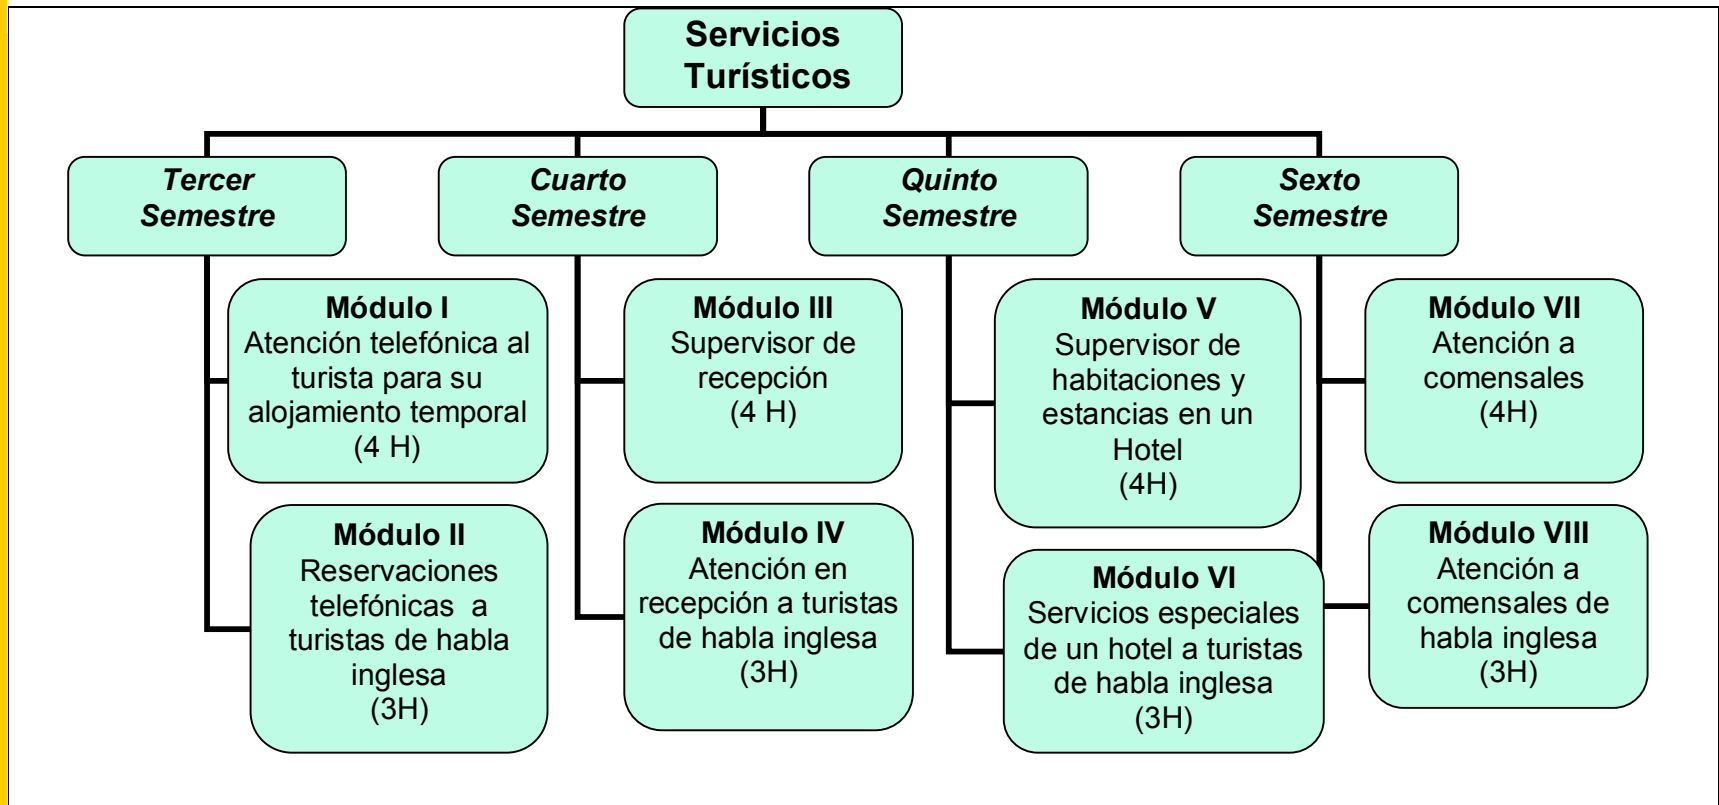 Servicios
Turísticos
Tercer
Semestre
Cuarto
Semestre
Quinto
Semestre
Sexto
Semestre
Módulo I
Atención telefónica al
turista para su
alojamiento temporal
(4 H)
Módulo II
Reservaciones
telefónicas a
turistas de habla
inglesa
(3H)
Módulo III
Supervisor de
recepción
(4 H)
Módulo IV
Atención en
recepción a turistas
de habla inglesa
(3H)
Módulo V
Supervisor de
habitaciones y
estancias en un
Hotel
(4H)
Módulo VI
Servicios especiales
de un hotel a turistas
de habla inglesa
(3H)
Módulo VII
Atención a
comensales
(4H)
Módulo VIII
Atención a
comensales de
habla inglesa
(3H)